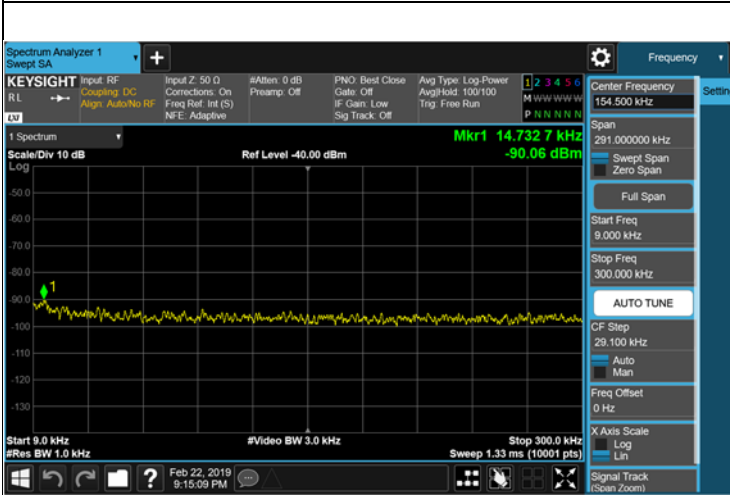 Spectrum Analyzer 1
Swept SA
Frequency
KEYSIGHT
RL
LXI
Input: RF
Coupling: DC
Align: Auto/No RF
Input Z: 50 Ω
Corrections: On
Freq Ref: Int (S)
NFE: Adaptive
#Atten: 0 dB
Preamp: Off
PNO: Best Close
Gate: Off
IF Gain: Low
Sig Track: Off
Avg Type: Log-Power
Avg|Hold: 100/100
Trig: Free Run
1 2 3 4 5 6
M W W W W W
P N N N N N
1 Spectrum
Scale/Div 10 dB
Log
Ref Level -40.00 dBm
Mkr1 14.732 7 kHz
-90.06 dBm
-50.0
-60.0
-70.0
-80.0
-90.0
-100
-110
-120
-130
1
Start 9.0 kHz
#Res BW 1.0 kHz
#Video BW 3.0 kHz
Stop 300.0 kHz
Sweep 1.33 ms (10001 pts)
Center Frequency
154.500 kHz
Settin
Span
291.000000 kHz
Swept Span
Zero Span
Full Span
Start Freq
9.000 kHz
Stop Freq
300.000 kHz
AUTO TUNE
CF Step
29.100 kHz
Auto
Man
Freq Offset
0 Hz
X Axis Scale
Log
Lin
Signal Track
(Span Zoom)
?
Feb 22, 2019
9:15:09 PM